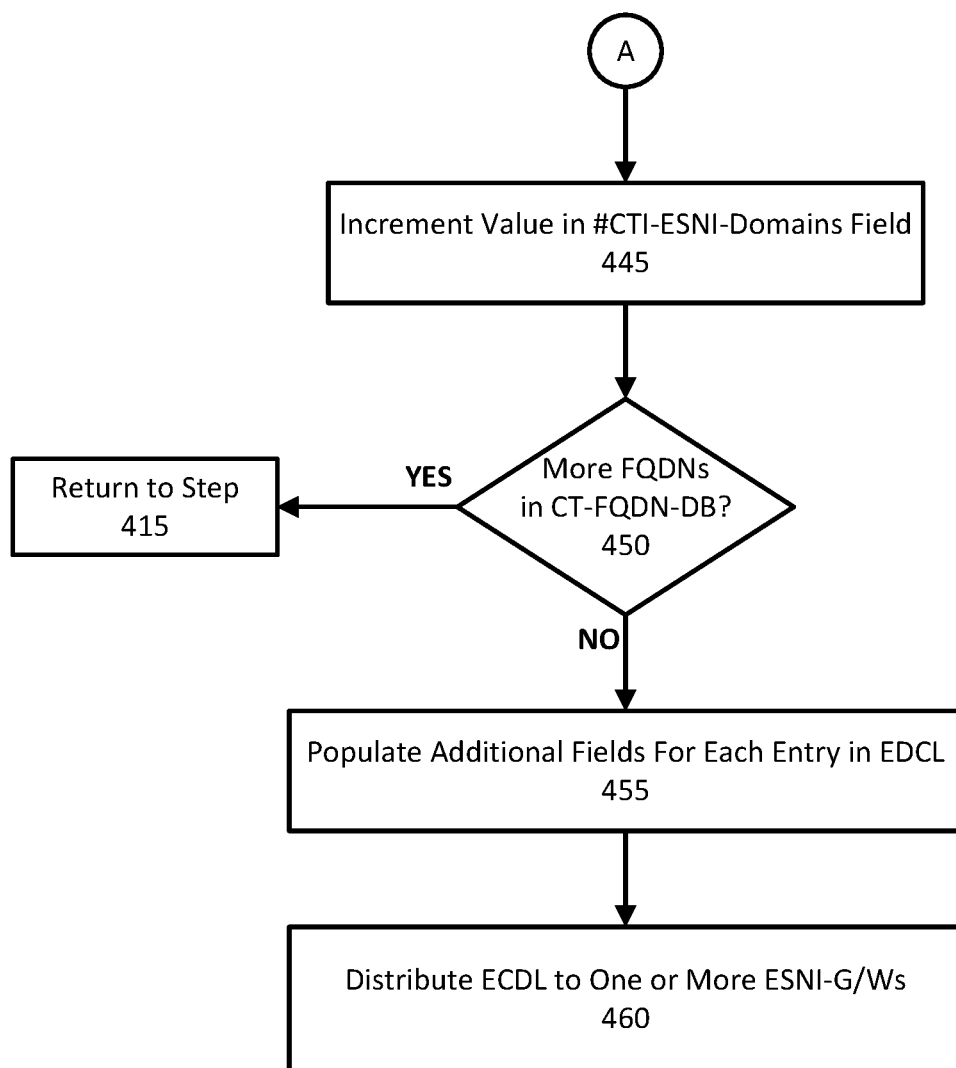 A
Increment Value in #CTI-ESNI-Domains Field
445
More FQDNs
in CT-FQDN-DB?
450
YES
Return to Step
415
NO
Populate Additional Fields For Each Entry in EDCL
455
Distribute ECDL to One or More ESNI-G/Ws
460